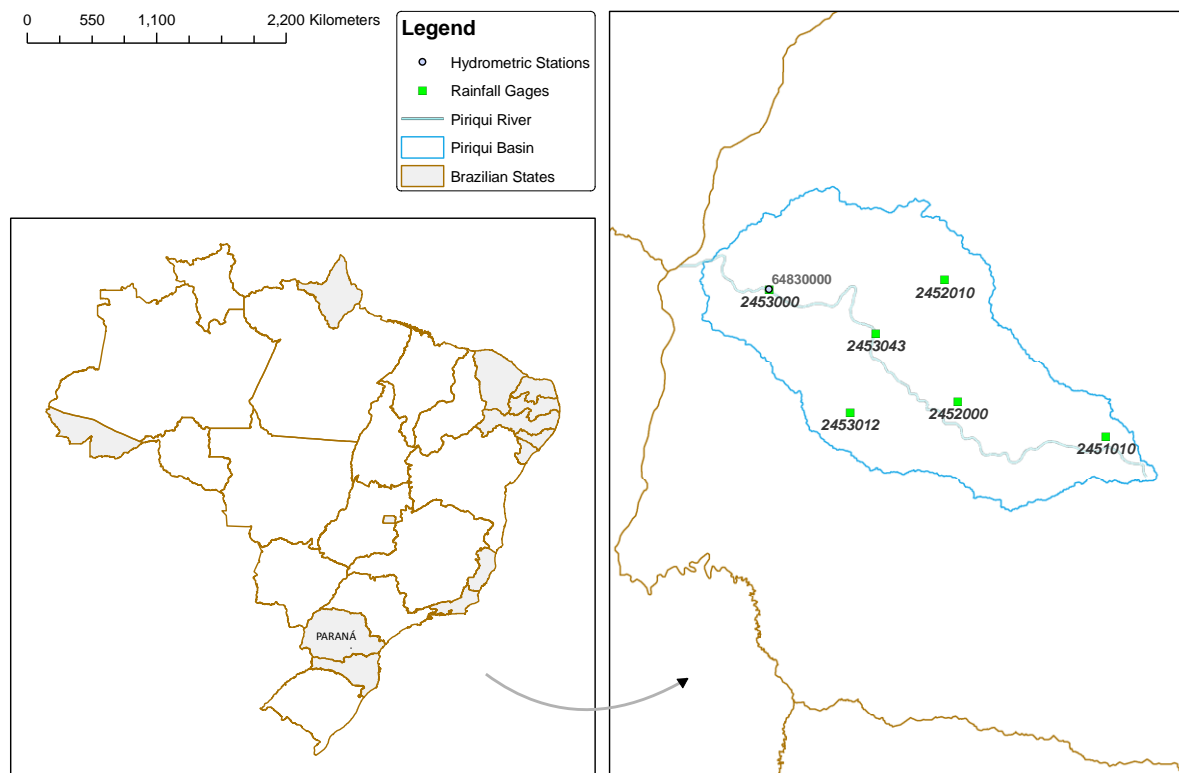 0 550 1,100 2,200 Kilometers
Legend
Hydrometric Stations
Rainfall Gages
Piriqui River
Piriqui Basin
Brazilian States
PARANÁ
64830000
2453000
2452010
2453043
2452000
2453012
2451010